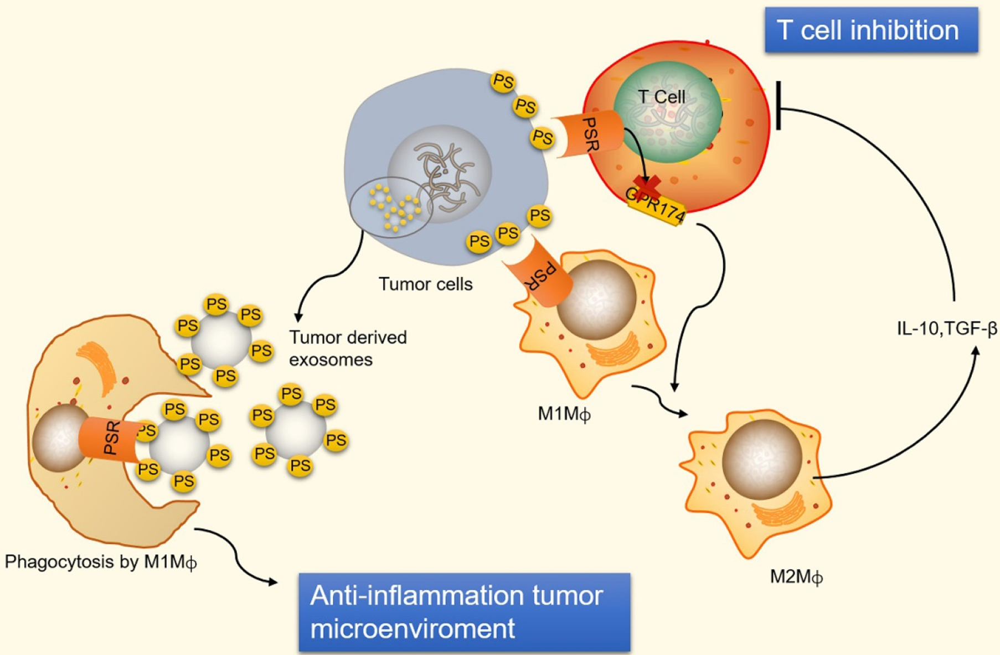 T cell inhibition
PS
PS
PS
T Cell
PSR
GPR174
PS
PS
PS
PSR
Tumor cells
Tumor derived
exosomes
M1Mϕ
IL-10,TGF-β
M2Mϕ
PS
PS
PS
PS
PS
PS
PS
PS
PS
PS
PS
PS
PSR
PS
PS
PS
PS
PS
PS
Phagocytosis by M1Mϕ
Anti-inflammation tumor
microenviroment